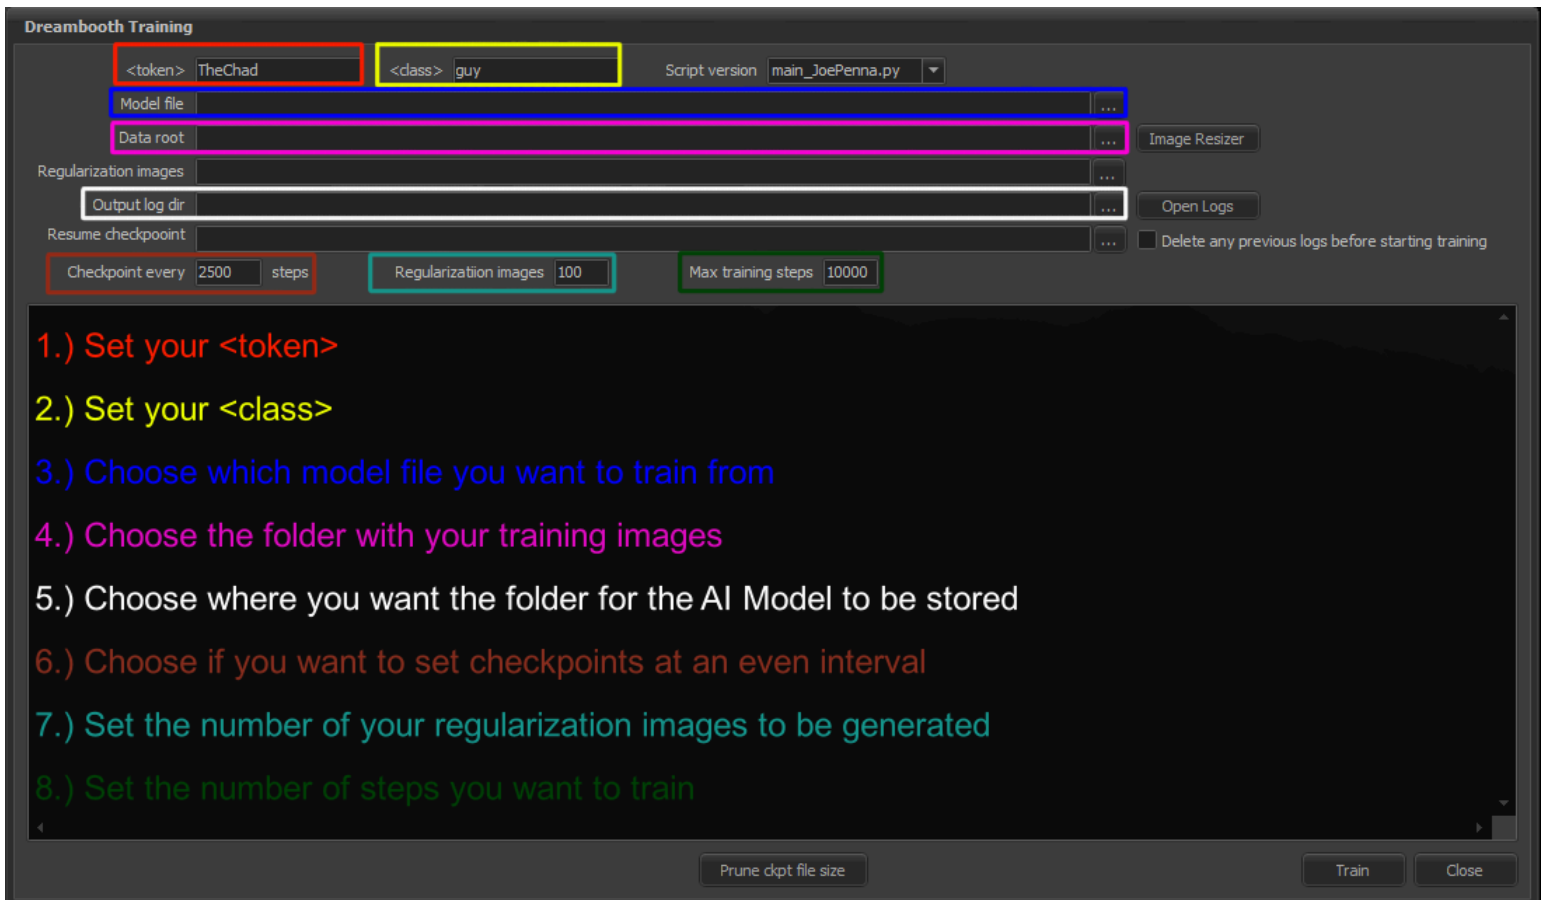 Dreambooth Training
<token> TheChad <class> guy Script version main_JoePenna.py
Model file ...
Data root ... Image Resizer
Regularization images ...
Output log dir ... Open Logs
Resume checkpooint ... Delete any previous logs before starting training
Checkpoint every 2500 steps Regularization images 100 Max training steps 10000
1.) Set your <token>
2.) Set your <class>
3.) Choose which model file you want to train from
4.) Choose the folder with your training images
5.) Choose where you want the folder for the AI Model to be stored
6.) Choose if you want to set checkpoints at an even interval
7.) Set the number of your regularization images to be generated
8.) Set the number of steps you want to train
Prune ckpt file size Train Close